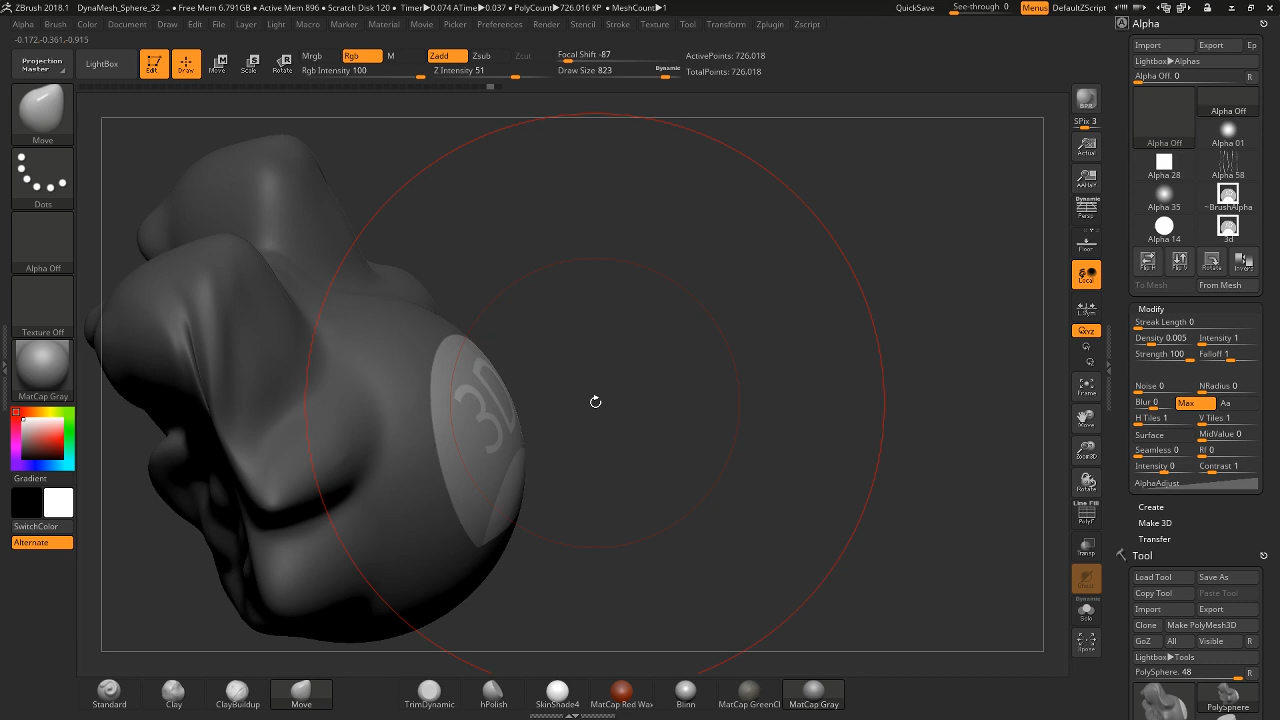 ZBrush 2018.1 DynaMesh_Sphere_32 .. • Free Mem 6.791GB • Active Mem 896 • Scratch Disk 120 • Timer▶0.074 ATime▶0.037 • PolyCount▶726.016 KP • MeshCount▶1 QuickSave See-through 0 Menus DefaultZScript
Alpha Brush Color Document Draw Edit File Layer Light Macro Marker Material Movie Picker Preferences Render Stencil Stroke Texture Tool Transform Zplugin Zscript
-0.172,-0.361,-0.915
Projection Master
LightBox
Edit
Draw
Move
Scale
Rotate
Mrgb Rgb M Zadd Zsub Zcut
Rgb Intensity 100 Z Intensity 51
Focal Shift -87
Draw Size 823 Dynamic
ActivePoints: 726,018
TotalPoints: 726,018
Move
Dots
Alpha Off
Texture Off
MatCap Gray
Gradient
SwitchColor
Alternate
3D
BPR
SPix 3
Actual
AAHalf
Dynamic
Persp
Floor
Local
L.Sym
XYZ
Frame
Move
Zoom3D
Rotate
Line Fill
PolyF
Transp
Ghost
Dynamic
Solo
Xpose
Alpha
Import Export Ep
Lightbox▶Alphas
Alpha Off. 0 R
Alpha Off
Alpha Off Alpha 01
Alpha 28 Alpha 58
Alpha 35 ~BrushAlpha
Alpha 14 3d
Flip H Flip V Rotate Invers
To Mesh From Mesh
Modify
Streak Length 0
Density 0.005 Intensity 1
Strength 100 Falloff 1
Noise 0 NRadius 0
Blur 0 Max Aa
H Tiles 1 V Tiles 1
Surface MidValue 0
Seamless 0 Rf 0
Intensity 0 Contrast 1
AlphaAdjust
Create
Make 3D
Transfer
Tool
Load Tool Save As
Copy Tool Paste Tool
Import Export
Clone Make PolyMesh3D
GoZ All Visible R
Lightbox▶Tools
PolySphere. 48 R
PolySphere
Standard Clay ClayBuildup Move TrimDynamic hPolish SkinShade4 MatCap Red Wax Blinn MatCap GreenCl MatCap Gray